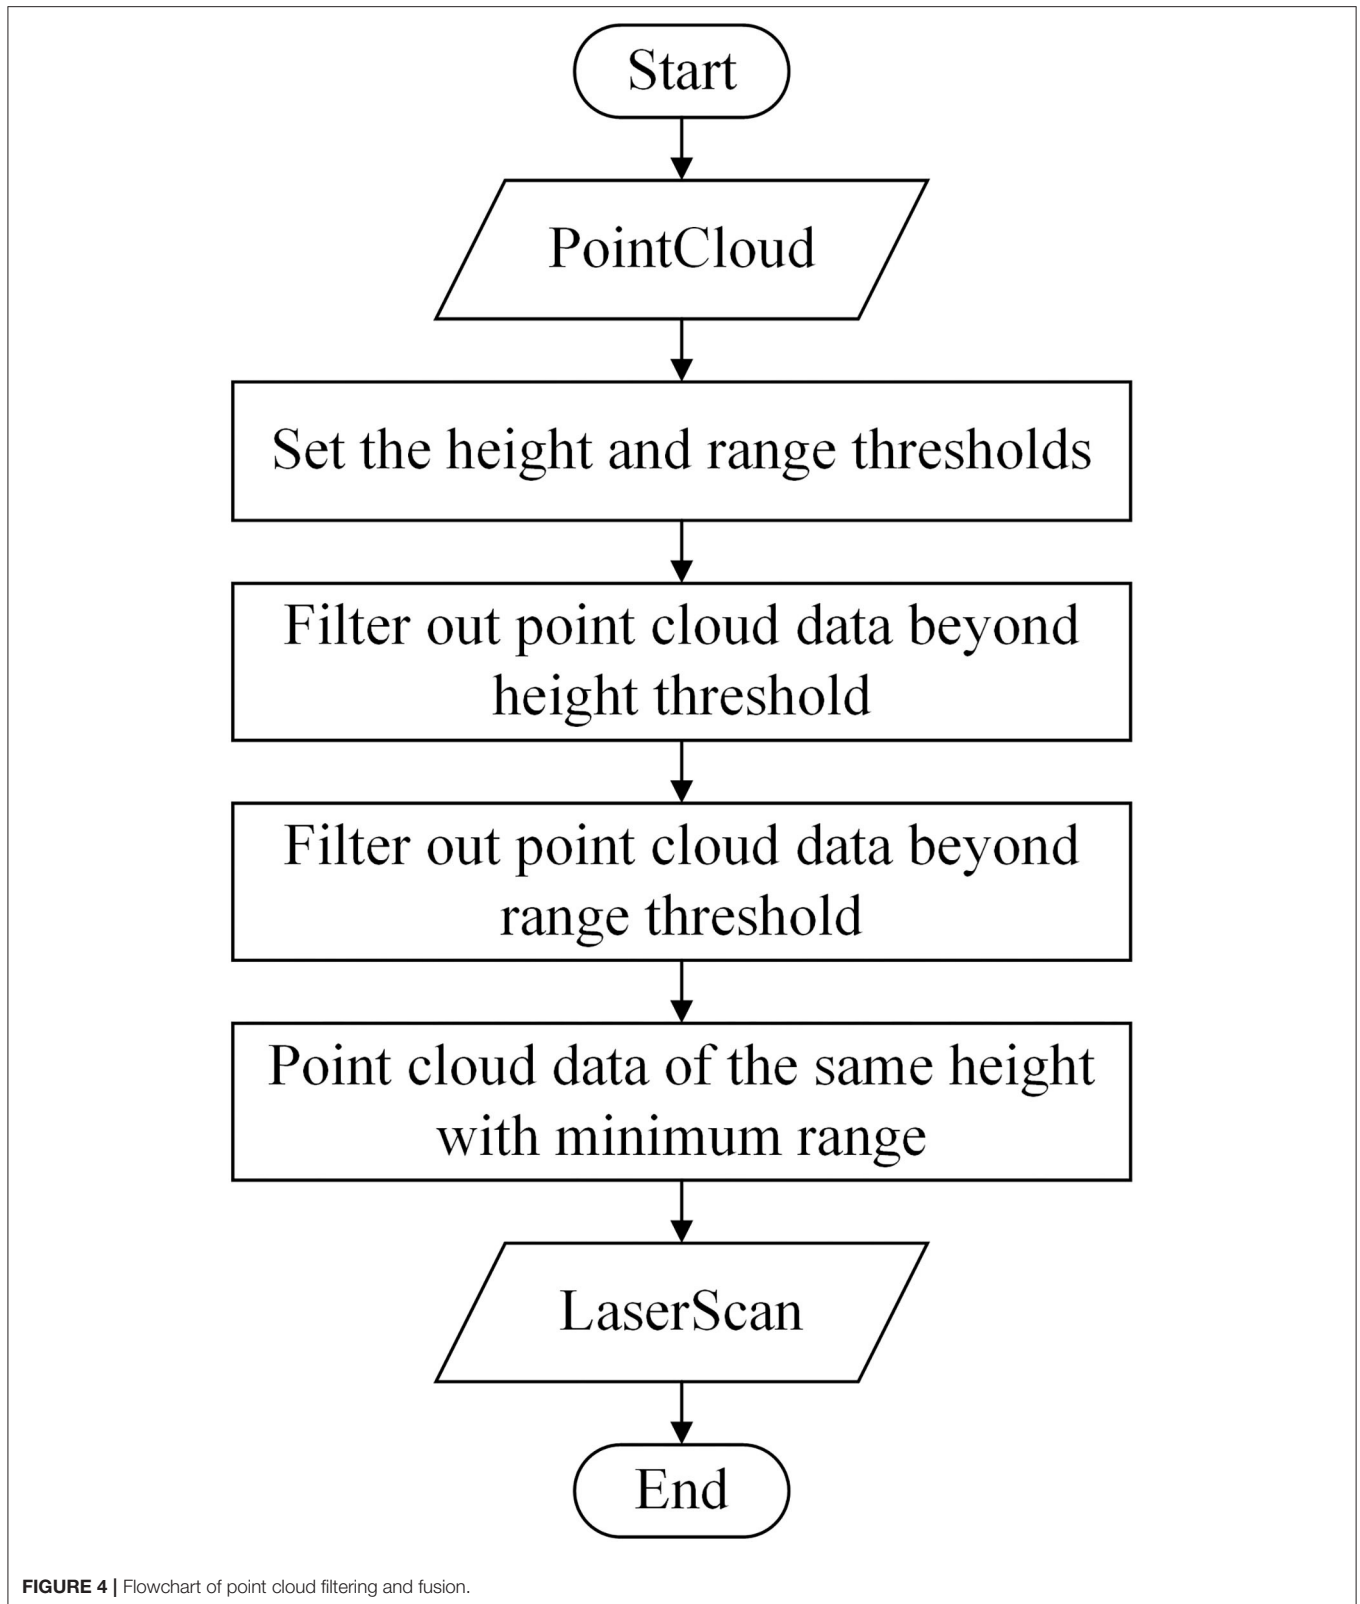 Start
PointCloud
Set the height and range thresholds
Filter out point cloud data beyond
height threshold
Filter out point cloud data beyond
range threshold
Point cloud data of the same height
with minimum range
LaserScan
End
FIGURE 4 | Flowchart of point cloud filtering and fusion.